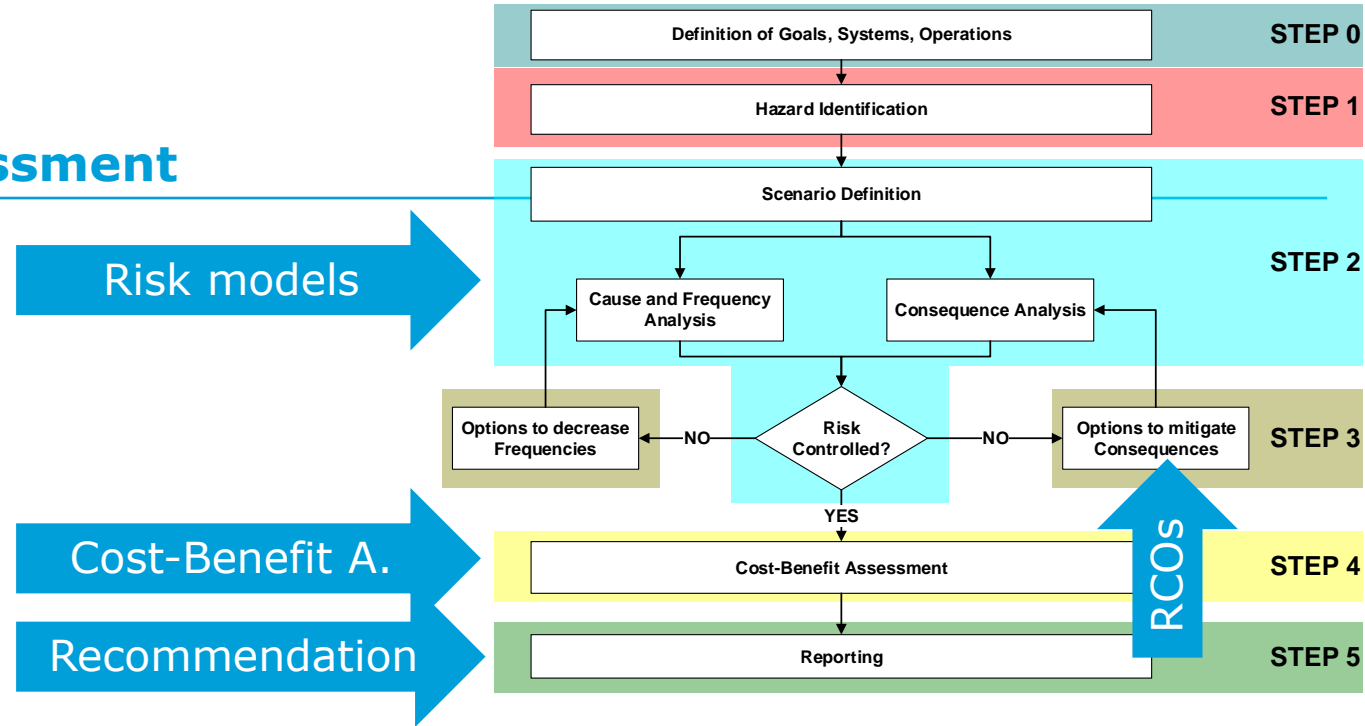 Definition of Goals, Systems, Operations
STEP 0
Hazard Identification
STEP 1
ssment
Scenario Definition
Risk models
STEP 2
Cause and Frequency
Analysis
Consequence Analysis
Options to decrease
Frequencies
NO
Risk
Controlled?
NO
Options to mitigate
Consequences
STEP 3
YES
Cost-Benefit A.
Cost-Benefit Assessment
RCOs
STEP 4
Recommendation
Reporting
STEP 5